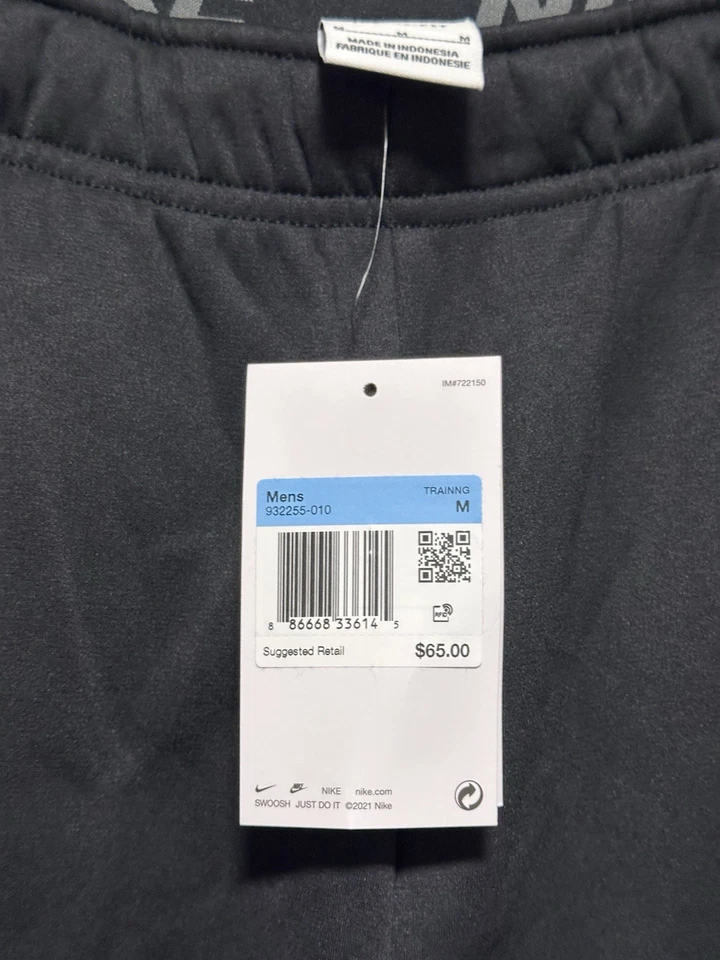 M M M
MADE IN INDONESIA
FABRIQUE EN INDONESIE
IM#722150
Mens TRAINNG
932255-010 M
8 86668 33614 5
RFID
Suggested Retail $65.00
NIKE nike.com
SWOOSH JUST DO IT ©2021 Nike